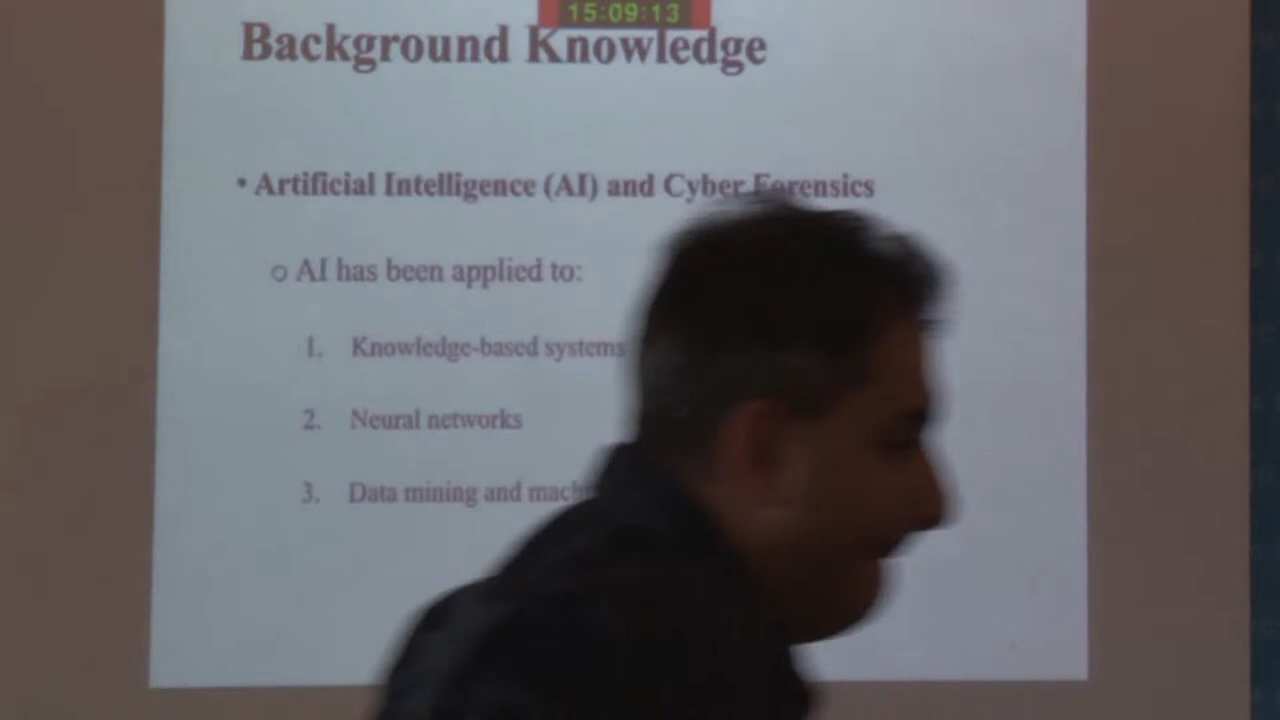 15:09:13
Background Knowledge
• Artificial Intelligence (AI) and Cyber Forensics
o AI has been applied to:
1. Knowledge-based systems
2. Neural networks
3. Data mining and mach